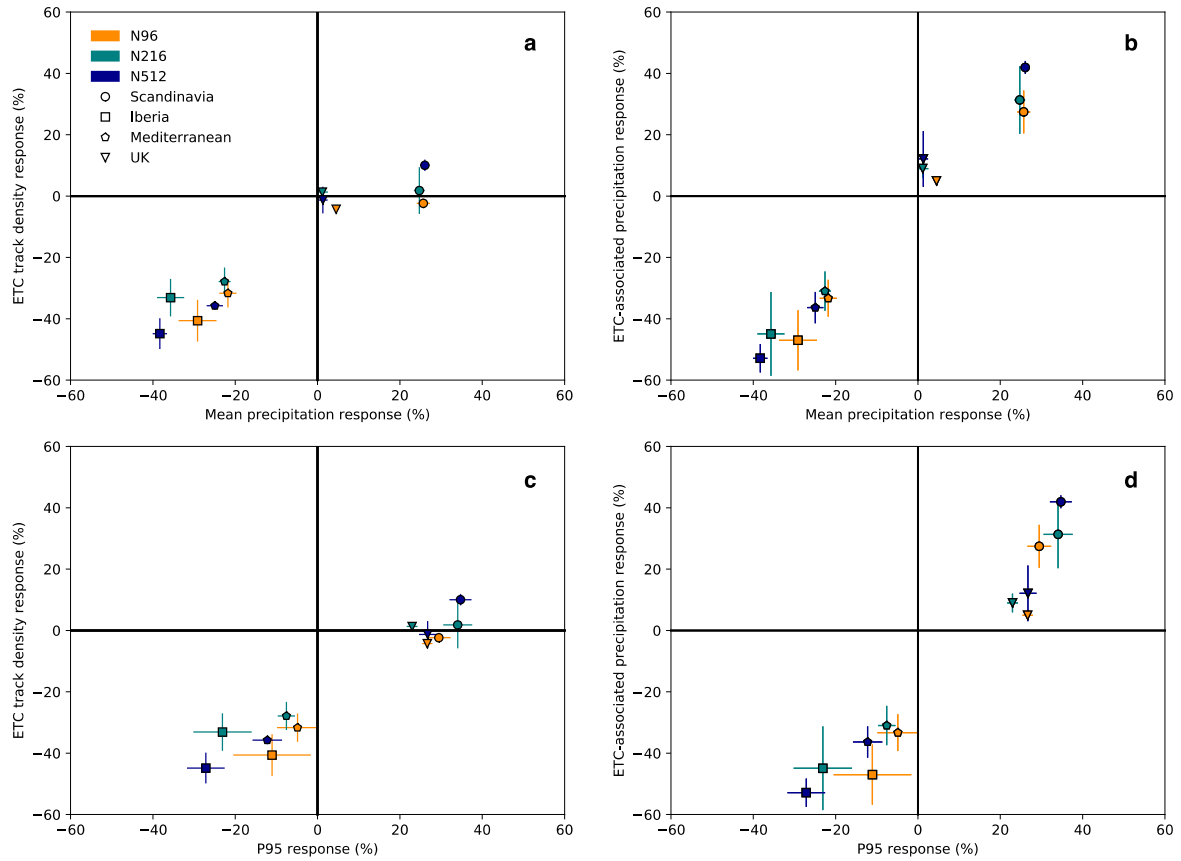 a
N96
N216
N512
Scandinavia
Iberia
Mediterranean
UK
ETC track density response (%)
60
40
20
0
−20
−40
−60
−60 −40 −20 0 20 40 60
Mean precipitation response (%)
b
ETC-associated precipitation response (%)
60
40
20
0
−20
−40
−60
−60 −40 −20 0 20 40 60
Mean precipitation response (%)
c
ETC track density response (%)
60
40
20
0
−20
−40
−60
−60 −40 −20 0 20 40 60
P95 response (%)
d
ETC-associated precipitation response (%)
60
40
20
0
−20
−40
−60
−60 −40 −20 0 20 40 60
P95 response (%)